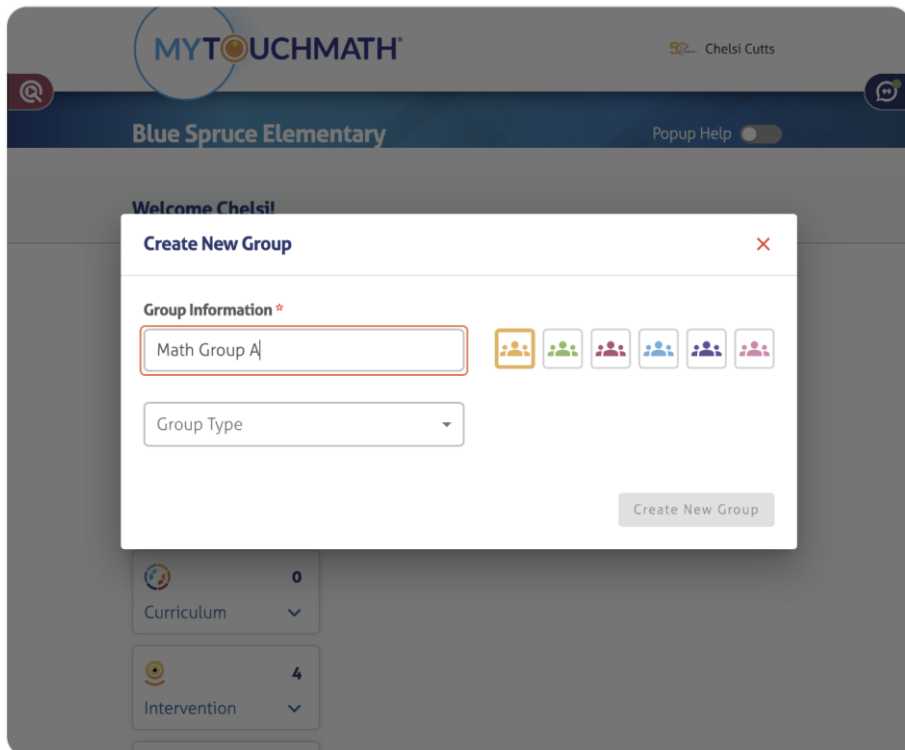 MYTOUCHMATH®
Chelsi Cutts
Blue Spruce Elementary
Popup Help
Welcome Chelsi!
Create New Group
Group Information *
Math Group A
Group Type
Create New Group
0
Curriculum
4
Intervention